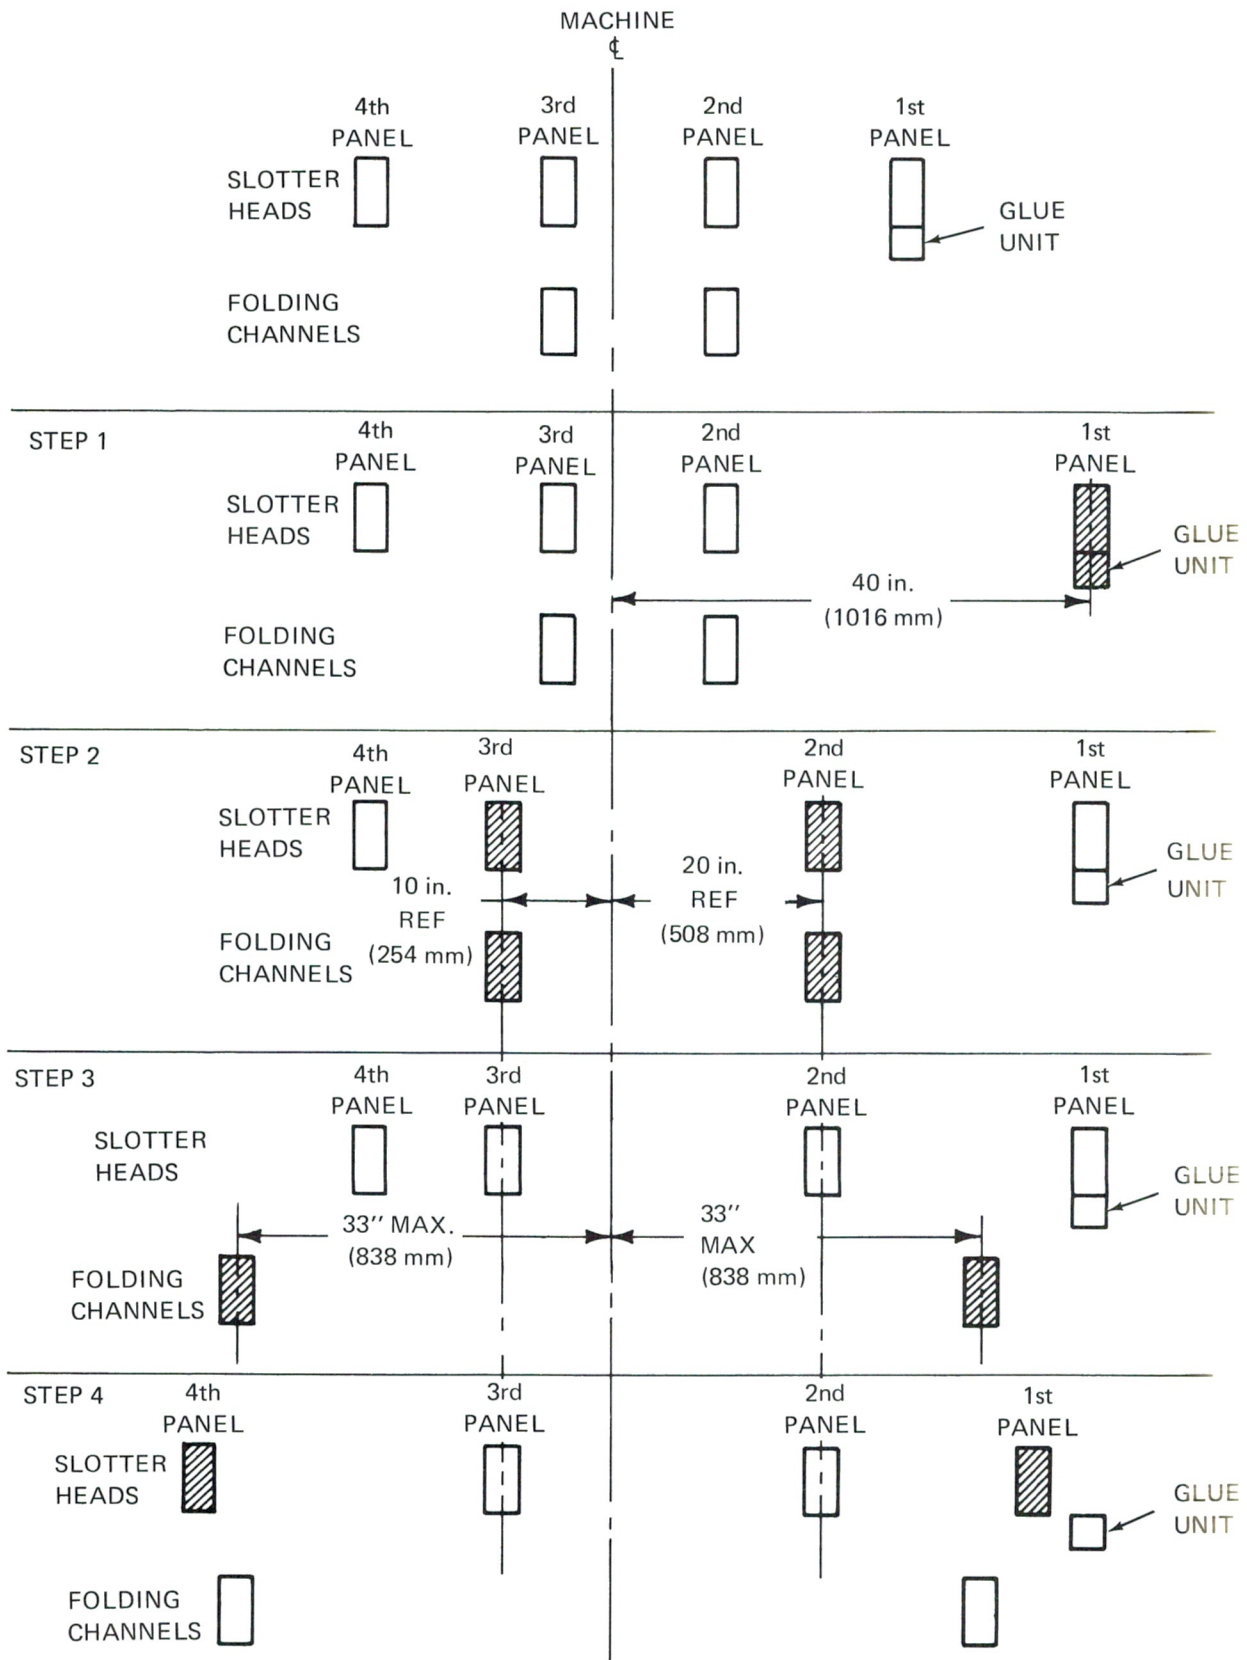 MACHINE
℄
4th
PANEL
3rd
PANEL
2nd
PANEL
1st
PANEL
SLOTTER
HEADS
GLUE
UNIT
FOLDING
CHANNELS
STEP 1
4th
PANEL
3rd
PANEL
2nd
PANEL
1st
PANEL
SLOTTER
HEADS
GLUE
UNIT
40 in.
(1016 mm)
FOLDING
CHANNELS
STEP 2
4th
PANEL
3rd
PANEL
2nd
PANEL
1st
PANEL
SLOTTER
HEADS
GLUE
UNIT
10 in.
REF
(254 mm)
20 in.
REF
(508 mm)
FOLDING
CHANNELS
STEP 3
4th
PANEL
3rd
PANEL
2nd
PANEL
1st
PANEL
SLOTTER
HEADS
GLUE
UNIT
33’’ MAX.
(838 mm)
33’’
MAX
(838 mm)
FOLDING
CHANNELS
STEP 4
4th
PANEL
3rd
PANEL
2nd
PANEL
1st
PANEL
SLOTTER
HEADS
GLUE
UNIT
FOLDING
CHANNELS